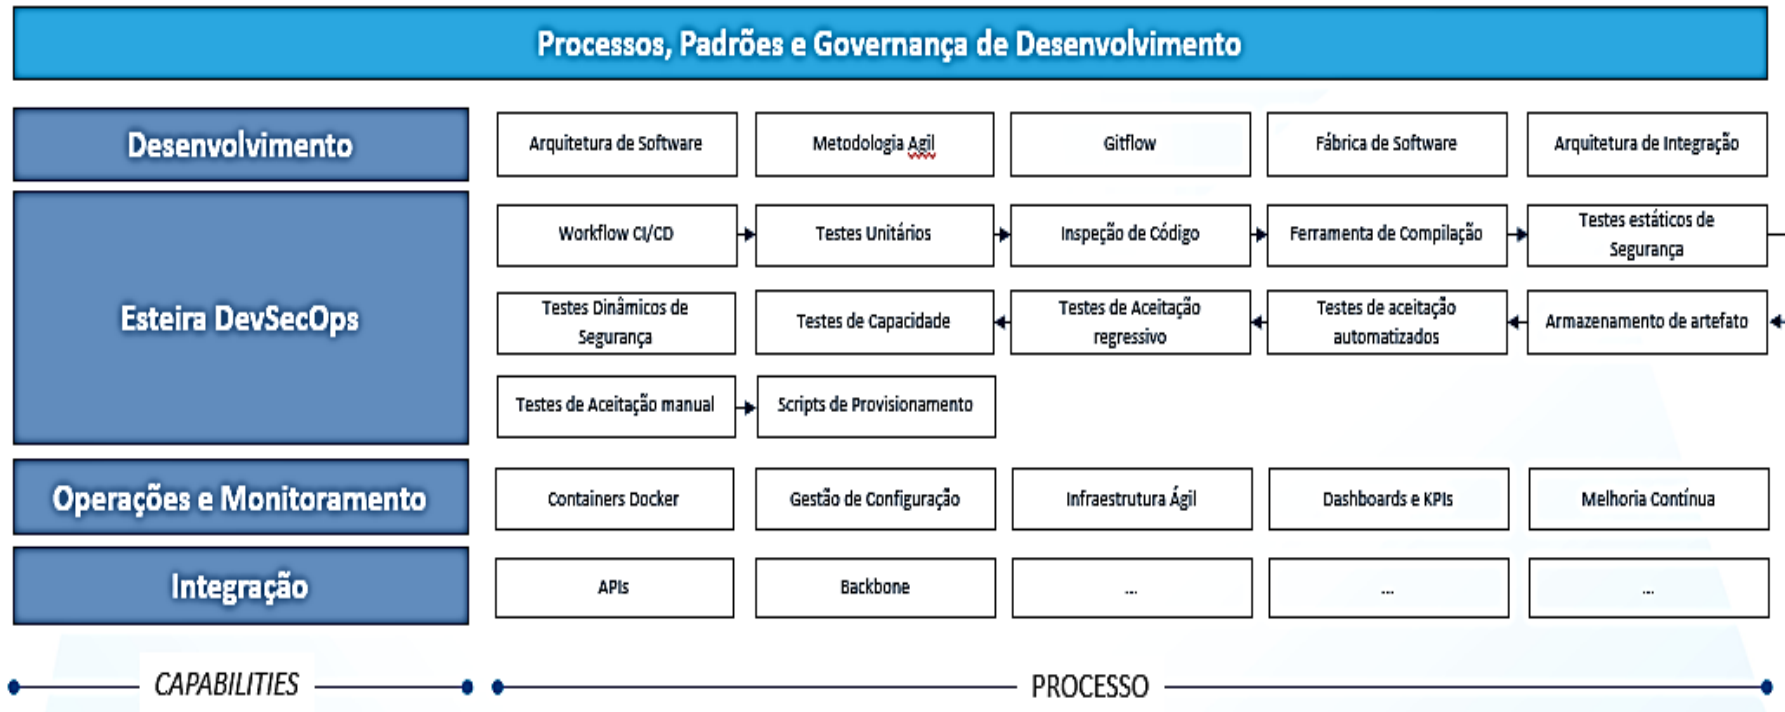 Processos, Padrões e Governança de Desenvolvimento
Desenvolvimento
Arquitetura de Software
Metodologia Agil
Gitflow
Fábrica de Software
Arquitetura de Integração
Esteira DevSecOps
Workflow CI/CD
Testes Unitários
Inspeção de Código
Ferramenta de Compilação
Testes estáticos de
Segurança
Testes Dinâmicos de
Segurança
Testes de Capacidade
Testes de Aceitação
regressivo
Testes de aceitação
automatizados
Armazenamento de artefato
Testes de Aceitação manual
Scripts de Provisionamento
Operações e Monitoramento
Containers Docker
Gestão de Configuração
Infraestrutura Ágil
Dashboards e KPIs
Melhoria Contínua
Integração
APIs
Backbone
...
...
...
CAPABILITIES
PROCESSO